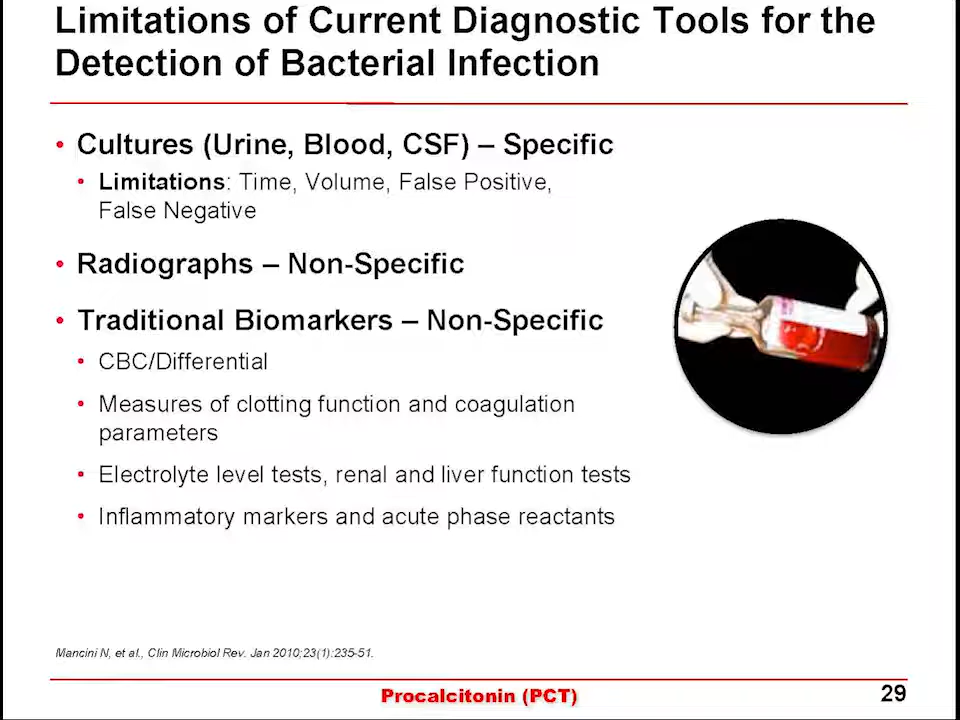 Limitations of Current Diagnostic Tools for the
Detection of Bacterial Infection
• Cultures (Urine, Blood, CSF) – Specific
• Limitations: Time, Volume, False Positive,
False Negative
• Radiographs – Non-Specific
• Traditional Biomarkers – Non-Specific
• CBC/Differential
• Measures of clotting function and coagulation
parameters
• Electrolyte level tests, renal and liver function tests
• Inflammatory markers and acute phase reactants
Mancini N, et al., Clin Microbiol Rev. Jan 2010;23(1):235-51.
Procalcitonin (PCT)
29